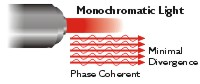 Monochromatic Light
Minimal
Divergence
Phase Coherent